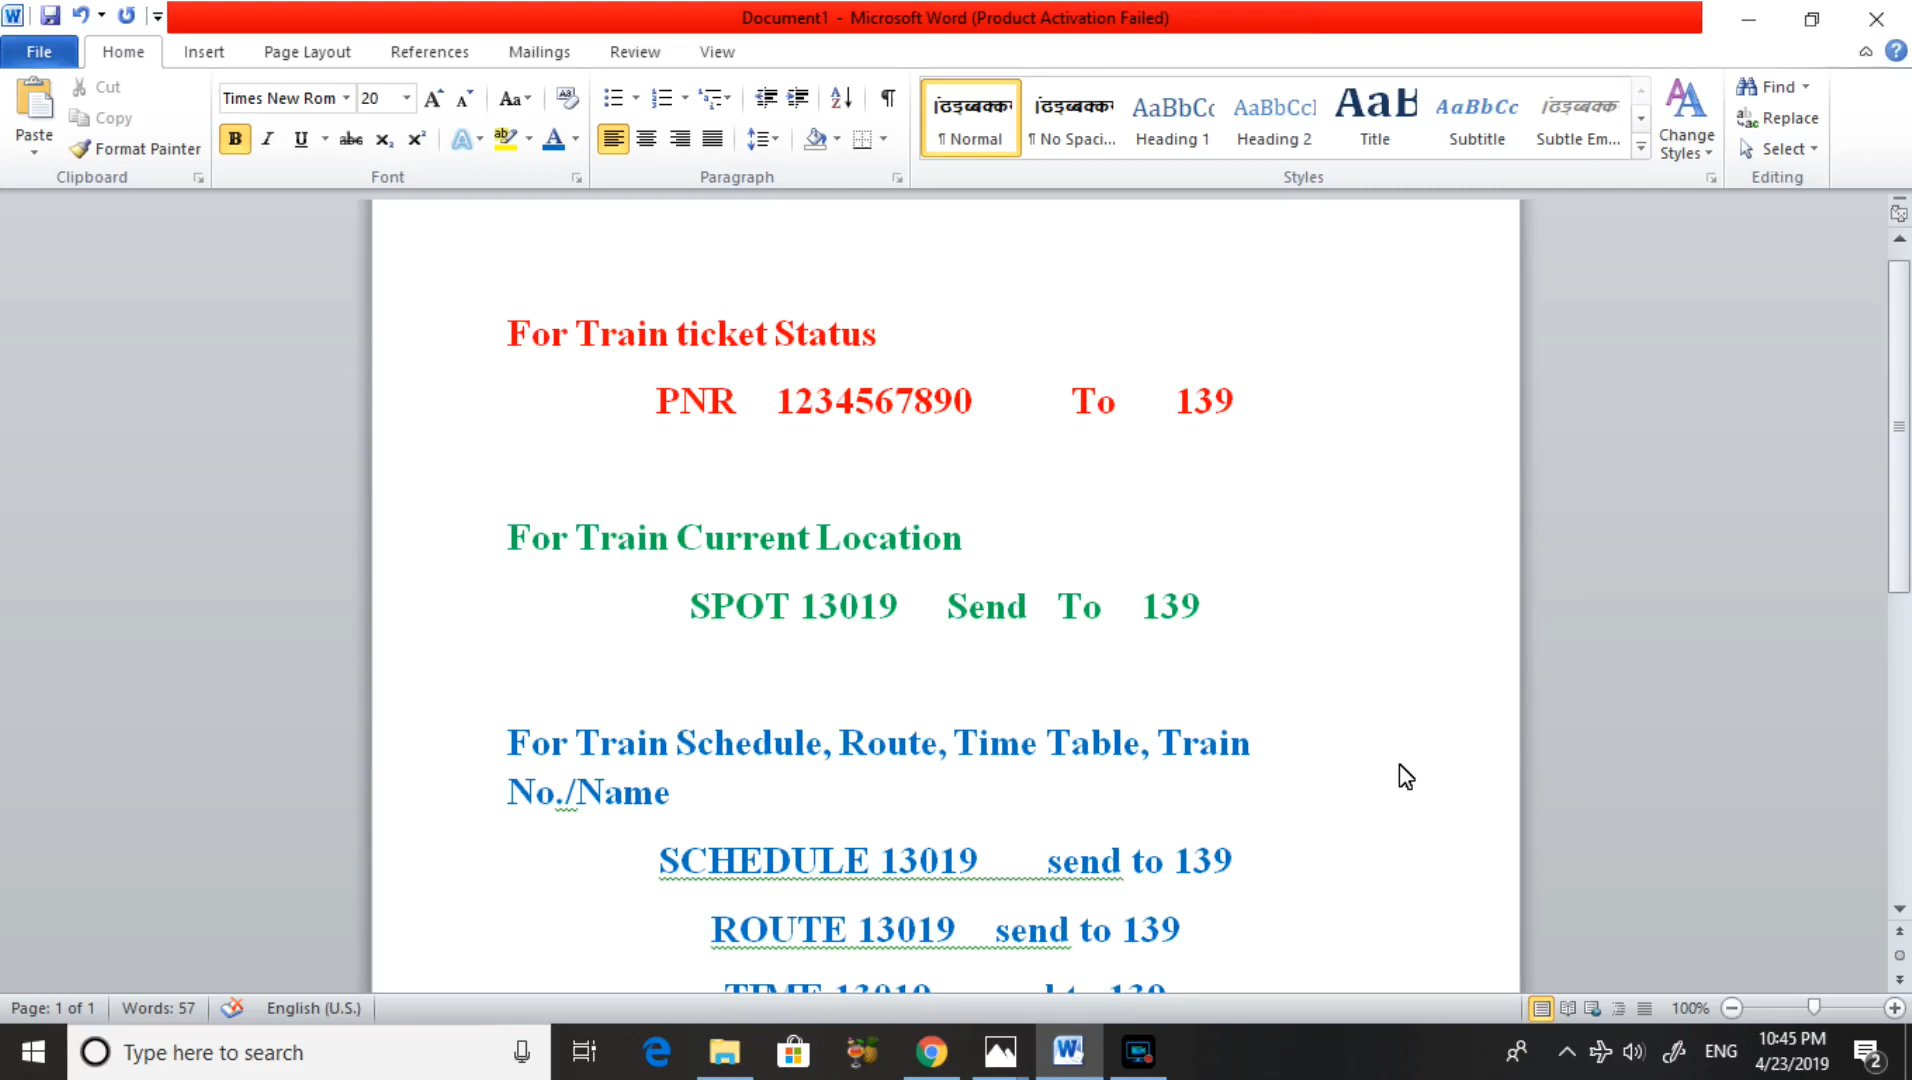 Document1 - Microsoft Word (Product Activation Failed)
File Home Insert Page Layout References Mailings Review View
Cut
Copy
Paste
Format Painter
Clipboard
Times New Rom 20
Font
Paragraph
¶ Normal ¶ No Spaci... Heading 1 Heading 2 Title Subtitle Subtle Em...
Styles
Change
Styles
Find
Replace
Select
Editing
For Train ticket Status
PNR 1234567890 To 139
For Train Current Location
SPOT 13019 Send To 139
For Train Schedule, Route, Time Table, Train
No./Name
SCHEDULE 13019 send to 139
ROUTE 13019 send to 139
Page: 1 of 1 Words: 57 English (U.S.) 100%
Type here to search
ENG
10:45 PM
4/23/2019
2